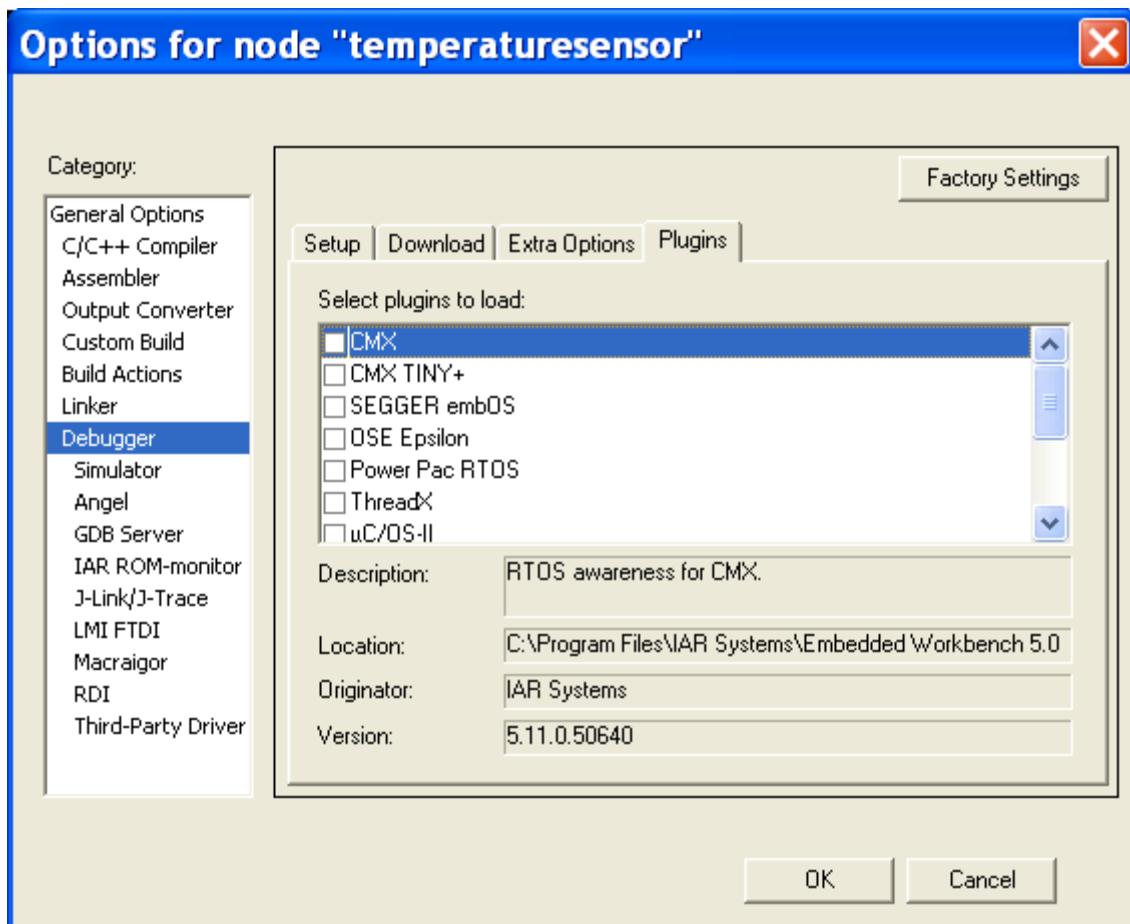 Options for node "temperaturesensor"
Category:
General Options
C/C++ Compiler
Assembler
Output Converter
Custom Build
Build Actions
Linker
Debugger
Simulator
Angel
GDB Server
IAR ROM-monitor
J-Link/J-Trace
LMI FTDI
Macraigor
RDI
Third-Party Driver
Factory Settings
Setup Download Extra Options Plugins
Select plugins to load:
CMX
CMX TINY+
SEGGER embOS
OSE Epsilon
Power Pac RTOS
ThreadX
µC/OS-II
Description: RTOS awareness for CMX.
Location: C:\Program Files\IAR Systems\Embedded Workbench 5.0
Originator: IAR Systems
Version: 5.11.0.50640
OK Cancel